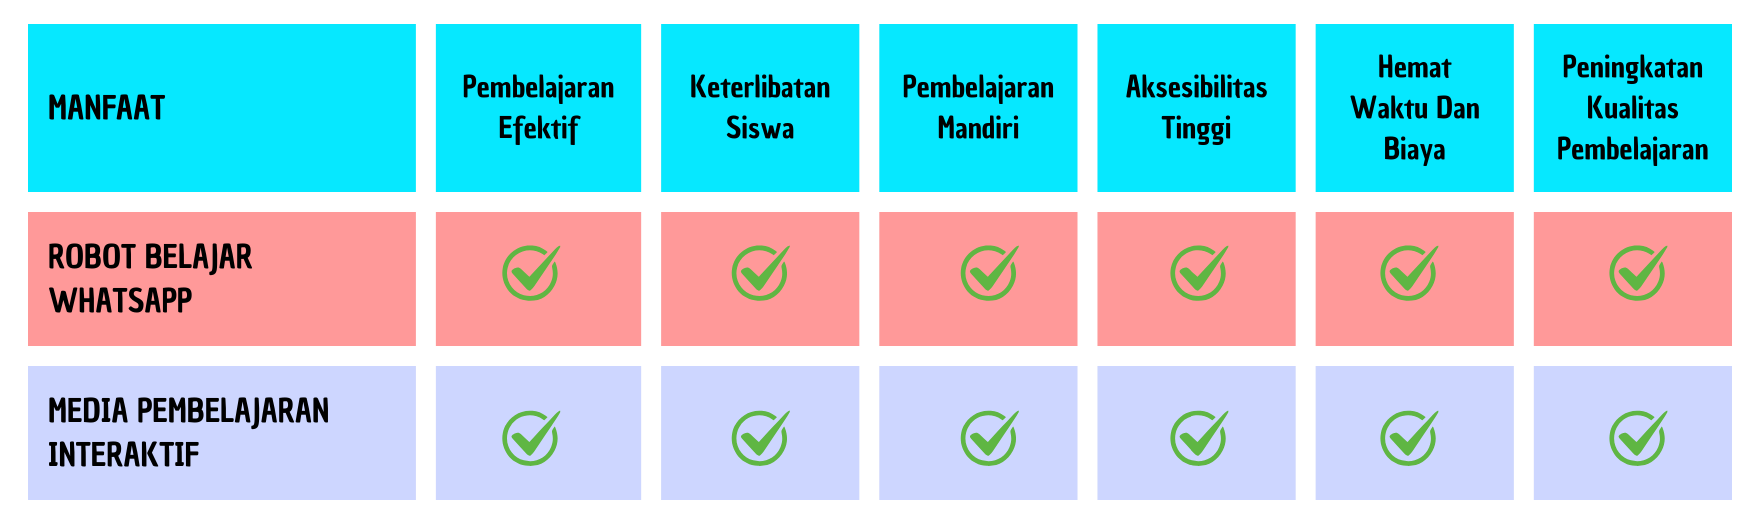 MANFAAT
Pembelajaran
Efektif
Keterlibatan
Siswa
Pembelajaran
Mandiri
Aksesibilitas
Tinggi
Hemat
Waktu Dan
Biaya
Peningkatan
Kualitas
Pembelajaran
ROBOT BELAJAR
WHATSAPP
MEDIA PEMBELAJARAN
INTERAKTIF